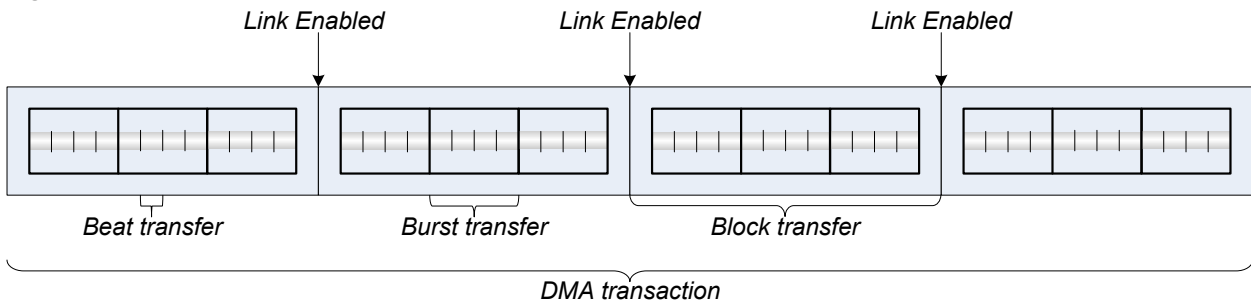 Link Enabled Link Enabled Link Enabled
Beat transfer Burst transfer Block transfer
DMA transaction